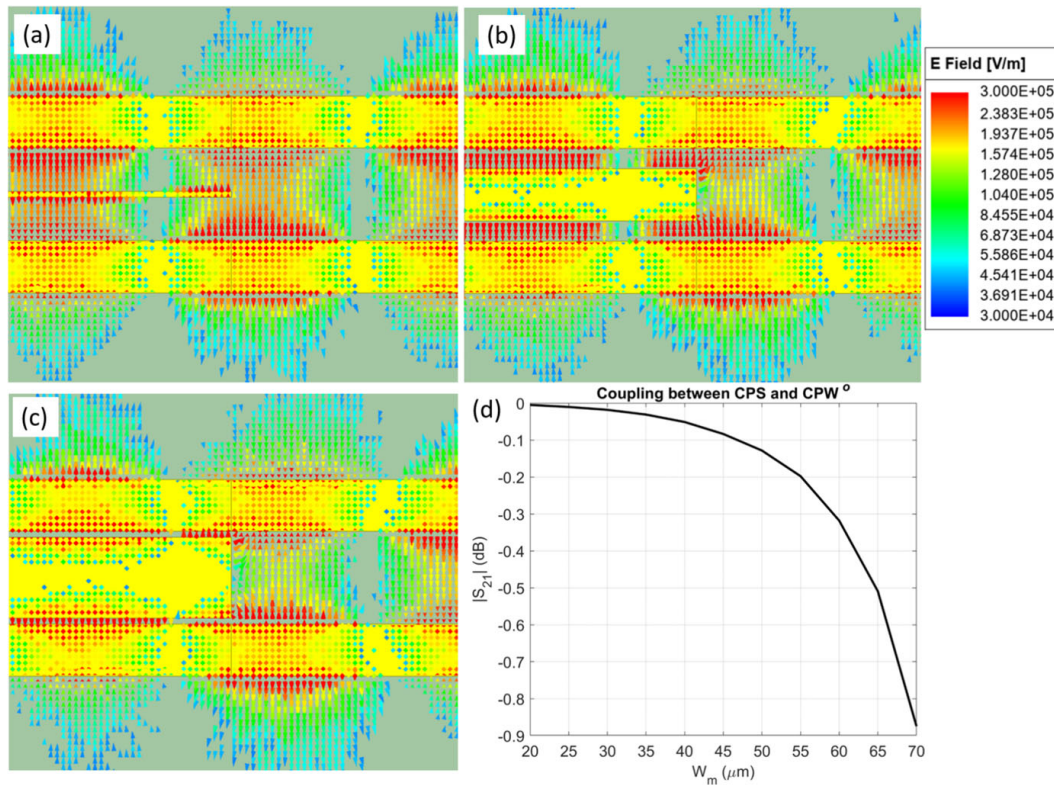 (a)
(b)
E Field [V/m]
3.000E+05
2.383E+05
1.937E+05
1.574E+05
1.280E+05
1.040E+05
8.455E+04
6.873E+04
5.586E+04
4.541E+04
3.691E+04
3.000E+04
(c)
(d)
Coupling between CPS and CPW o
|S21| (dB)
0
-0.1
-0.2
-0.3
-0.4
-0.5
-0.6
-0.7
-0.8
-0.9
20 25 30 35 40 45 50 55 60 65 70
Wm (μm)